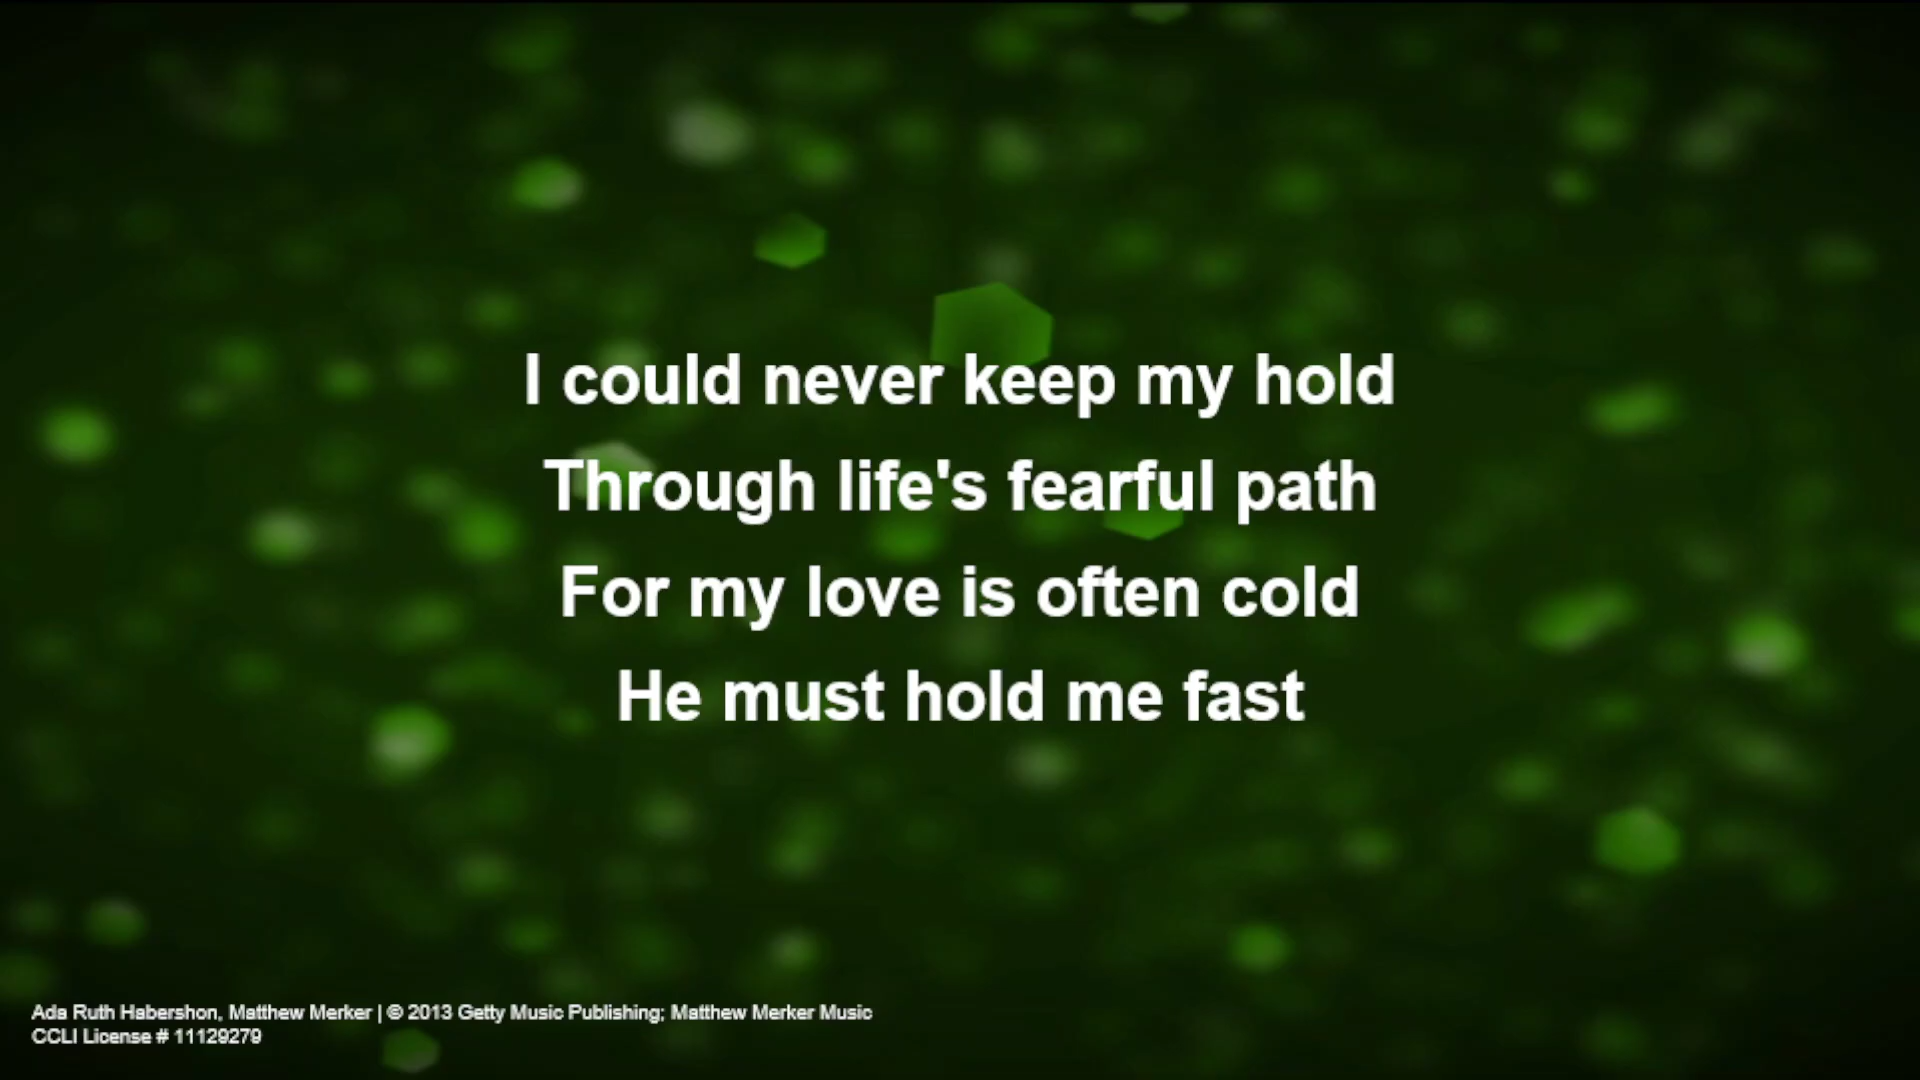 I could never keep my hold
Through life's fearful path
For my love is often cold
He must hold me fast
Ada Ruth Habershon, Matthew Merker | © 2013 Getty Music Publishing; Matthew Merker Music
CCLI License # 11129279